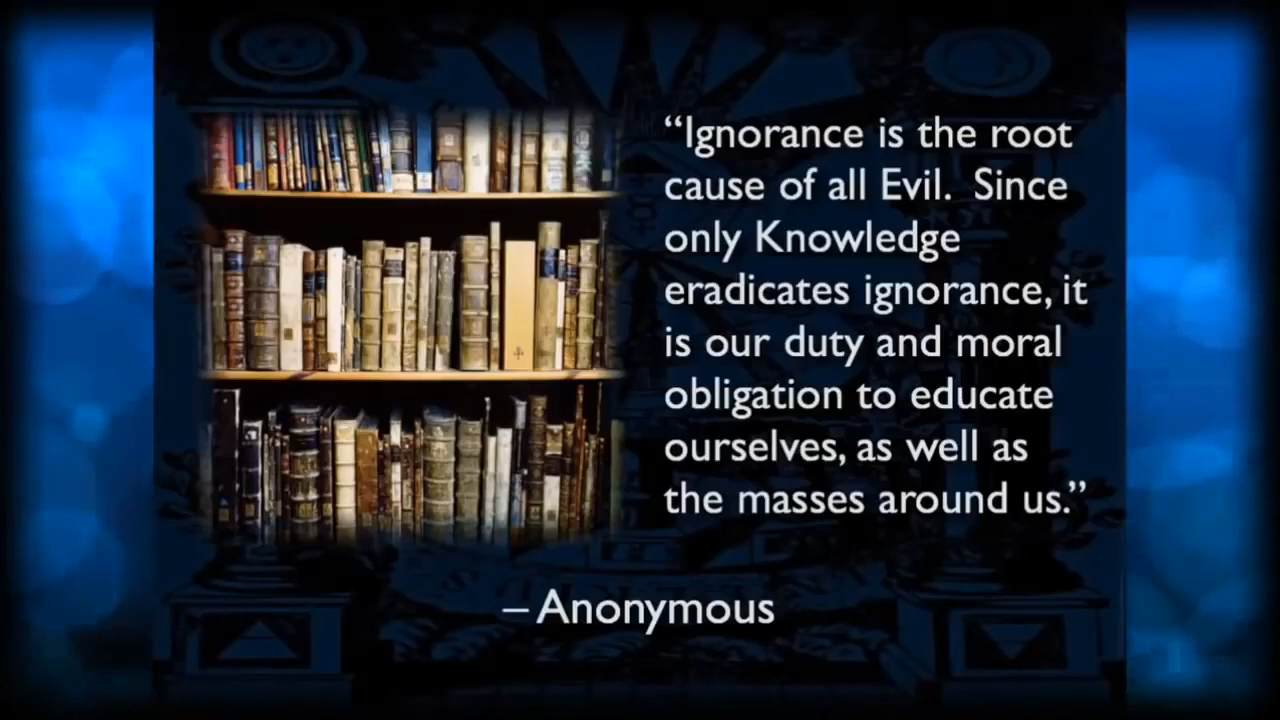 “Ignorance is the root
cause of all Evil.  Since
only Knowledge
eradicates ignorance, it
is our duty and moral
obligation to educate
ourselves, as well as
the masses around us.”
– Anonymous